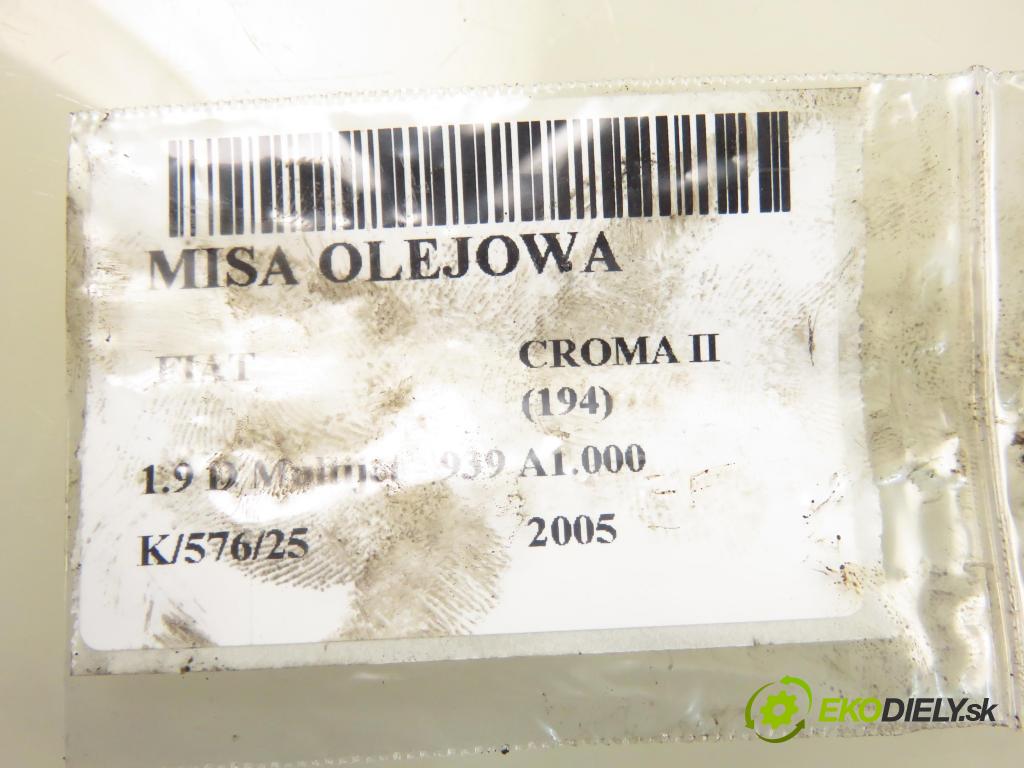 MISA OLEJOWA
FIAT CROMA II
(194)
1.9 D Multijet 939 A1.000
K/576/25 2005
EKODIELY.sk